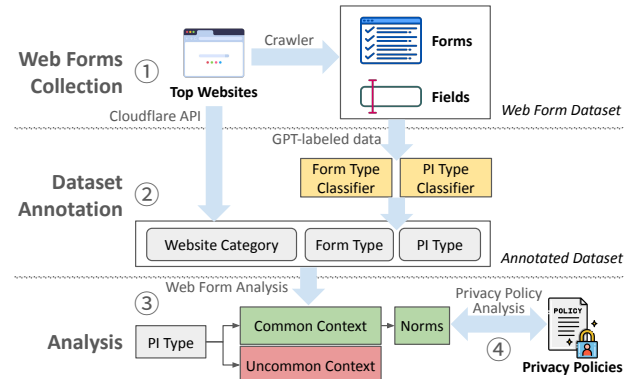 Web Forms
Collection
①
Top Websites
Crawler
Forms
Fields
Web Form Dataset
Cloudflare API
GPT-labeled data
Dataset
Annotation
②
Form Type
Classifier
PI Type
Classifier
Website Category
Form Type
PI Type
Annotated Dataset
Web Form Analysis
③
Analysis
PI Type
Common Context
Uncommon Context
Norms
Privacy Policy
Analysis
④
POLICY
Privacy Policies